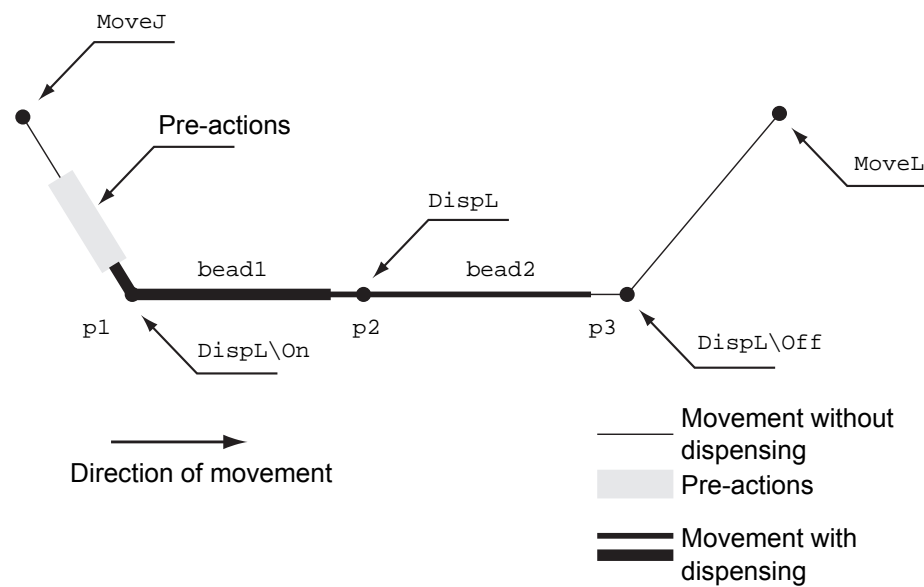 MoveJ
Pre-actions
DispL
MoveL
bead1
bead2
p1
p2
p3
DispL\On
DispL\Off
Direction of movement
Movement without
dispensing
Pre-actions
Movement with
dispensing